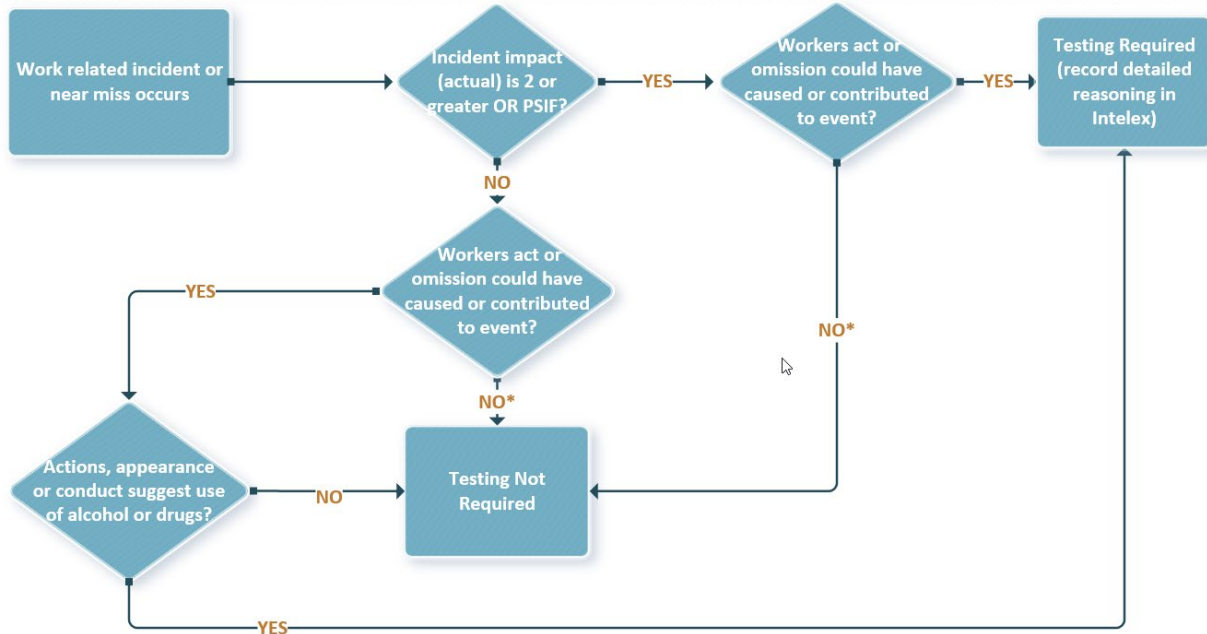 Work related incident or
near miss occurs
Incident impact
(actual) is 2 or
greater OR PSIF?
YES
Workers act or
omission could have
caused or contributed
to event?
YES
Testing Required
(record detailed
reasoning in
Intelex)
NO
Workers act or
omission could have
caused or contributed
to event?
YES
NO*
NO*
Actions, appearance
or conduct suggest use
of alcohol or drugs?
NO
Testing Not
Required
YES